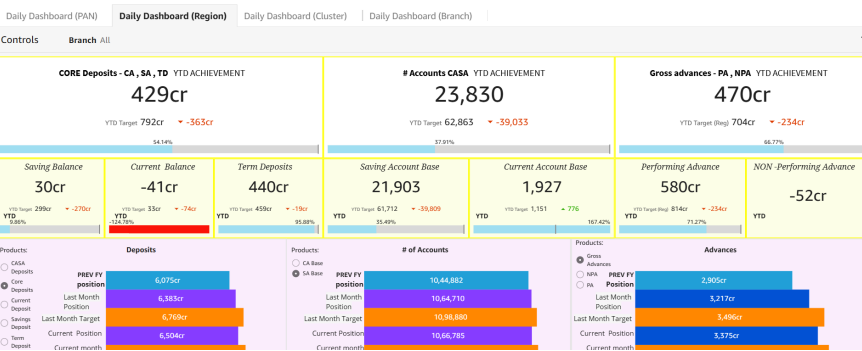 Daily Dashboard (PAN) Daily Dashboard (Region) Daily Dashboard (Cluster) Daily Dashboard (Branch)
Controls Branch All
CORE Deposits - CA , SA , TD YTD ACHIEVEMENT
429cr
YTD Target 792cr -363cr
54.14%
# Accounts CASA YTD ACHIEVEMENT
23,830
YTD Target 62,863 -39,033
37.91%
Gross advances - PA , NPA YTD ACHIEVEMENT
470cr
YTD Target (Reg) 704cr -234cr
66.77%
Saving Balance
30cr
YTD Target 299cr -270cr
YTD
9.86%
Current Balance
-41cr
YTD Target 33cr -74cr
YTD
-124.78%
Term Deposits
440cr
YTD Target 459cr -19cr
YTD
95.88%
Saving Account Base
21,903
YTD Target 61,712 -39,809
YTD
35.49%
Current Account Base
1,927
YTD Target 1,151 776
YTD
167.42%
Performing Advance
580cr
YTD Target (Reg) 814cr -234cr
YTD
71.27%
NON -Performing Advance
-52cr
YTD
Products:
Deposits
CASA
Deposits
Core
Deposits
Current
Deposit
Savings
Deposit
Term
Deposit
PREV FY
position
6,075cr
Last Month
Position
6,383cr
Last Month Target
6,769cr
Current Position
6,504cr
Current month
Products:
# of Accounts
CA Base
SA Base
PREV FY
position
10,44,882
Last Month
Position
10,64,710
Last Month Target
10,98,880
Current Position
10,66,785
Current month
Products:
Advances
Gross
Advances
NPA
PA
PREV FY
Position
2,905cr
Last Month
Position
3,217cr
Last Month Target
3,496cr
Current Position
3,375cr
Current month